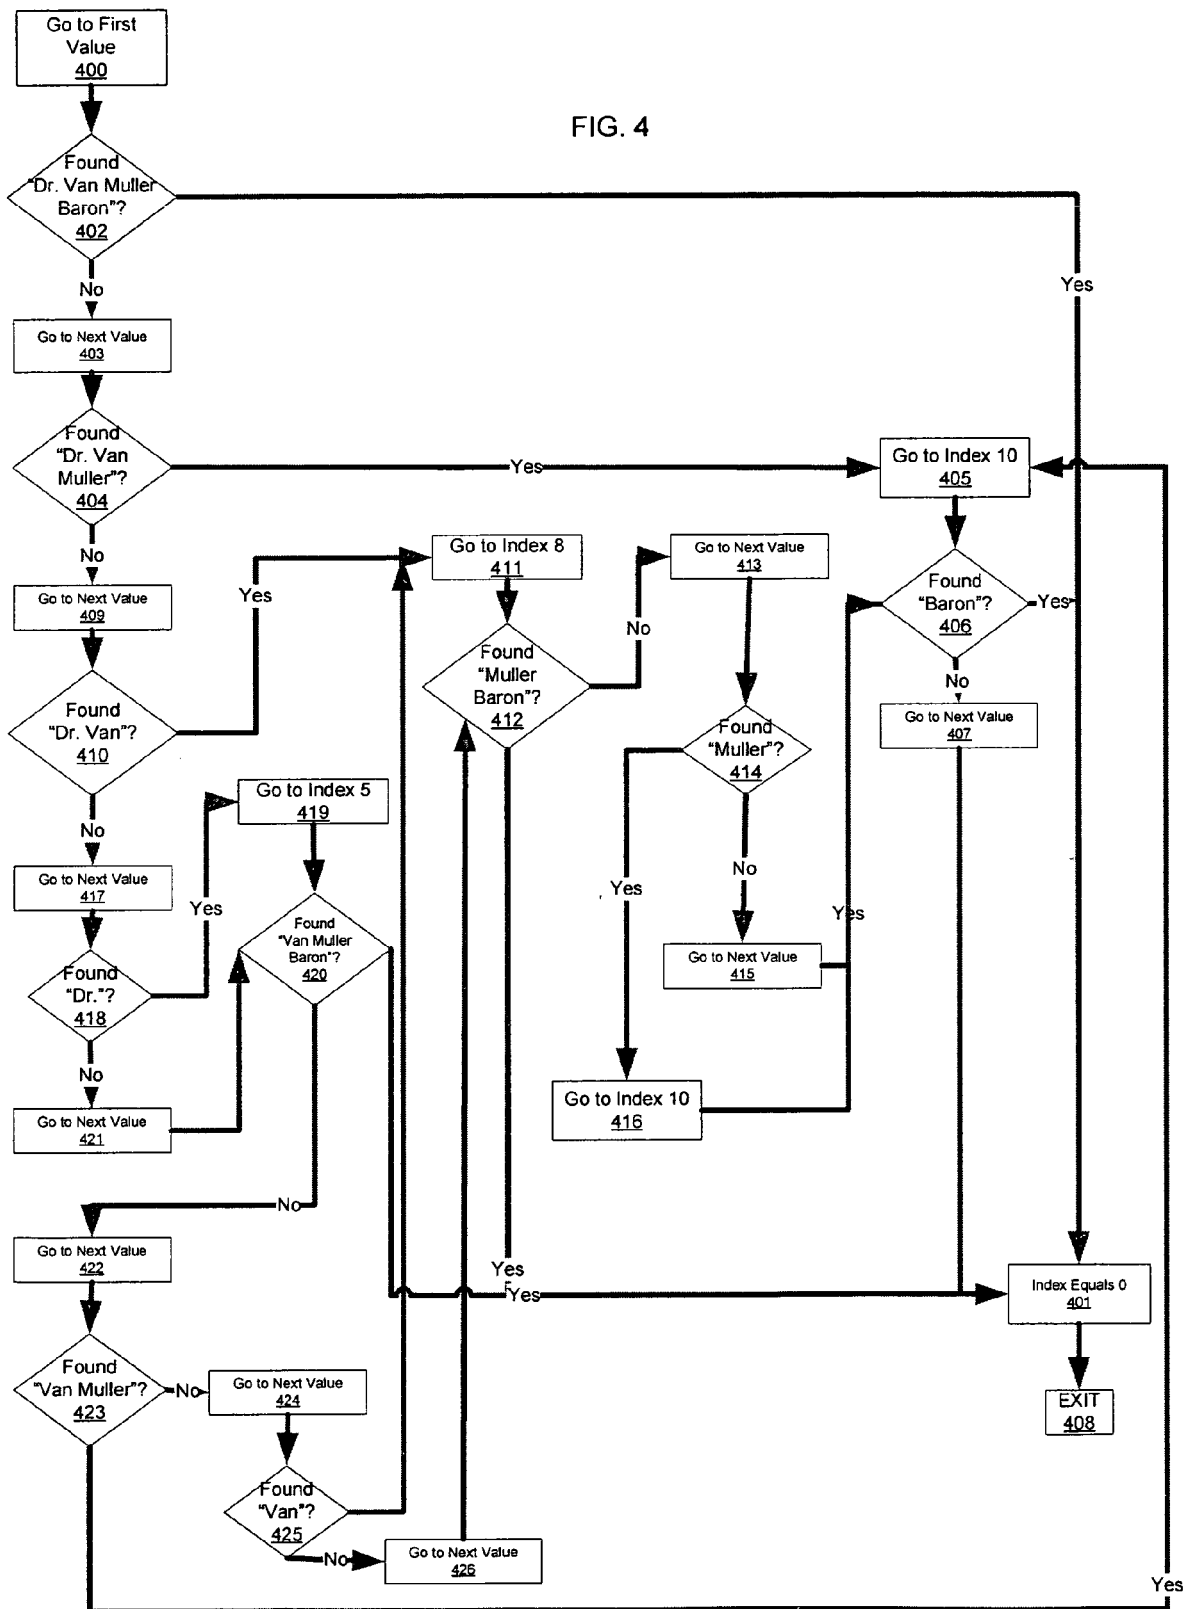 Go to First
Value
400
FIG. 4
Found
"Dr. Van Muller
Baron"?
402
Yes
No
Go to Next Value
403
Found
"Dr. Van
Muller"?
404
Yes
Go to Index 10
405
No
Go to Index 8
411
Go to Next Value
413
Found
"Baron"?
406
Yes
Go to Next Value
409
Yes
No
Found
"Muller
Baron"?
412
No
Go to Next Value
407
Found
"Dr. Van"?
410
Found
"Muller"?
414
Go to Index 5
419
No
Go to Next Value
417
Yes
No
Yes
Yes
Found
"Van Muller
Baron"?
420
Go to Next Value
415
Found
"Dr."?
418
No
Go to Index 10
416
Go to Next Value
421
No
Go to Next Value
422
Yes
Yes
Index Equals 0
401
Found
"Van Muller"?
423
No
Go to Next Value
424
EXIT
408
Found
"Van"?
425
No
Go to Next Value
426
Yes